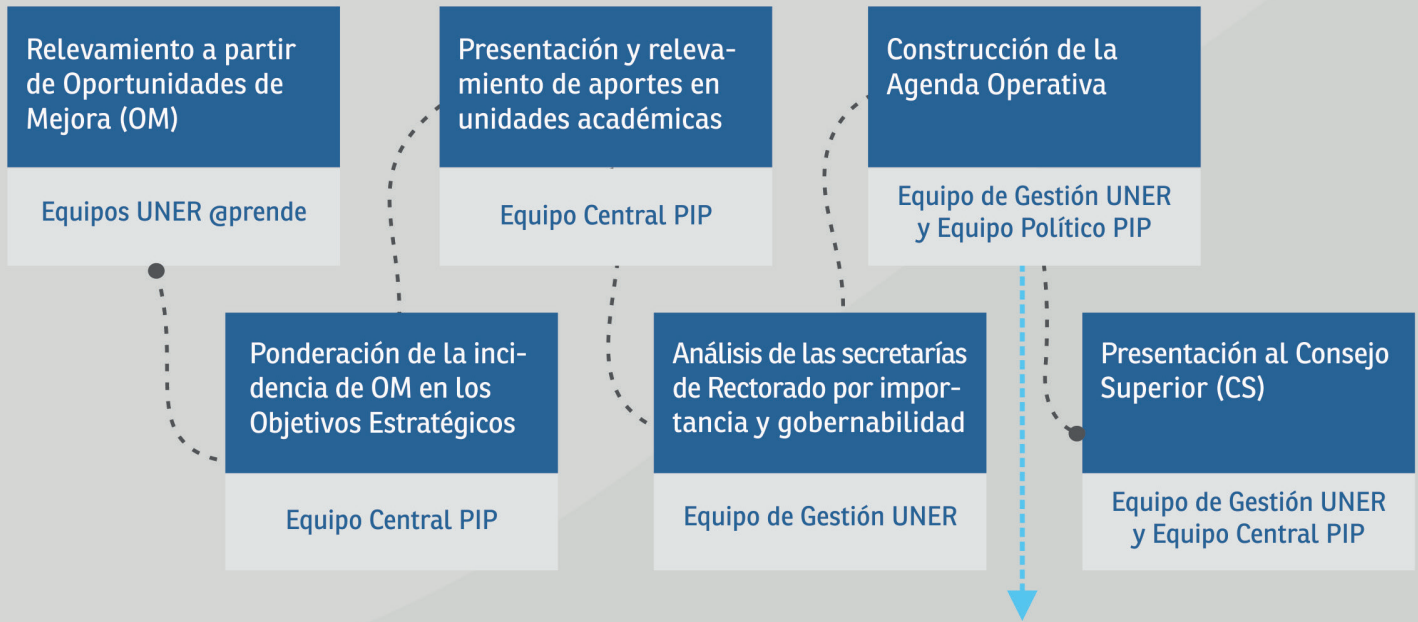 Relevamiento a partir
de Oportunidades de
Mejora (OM)
Equipos UNER @prende
Ponderación de la inci-
dencia de OM en los
Objetivos Estratégicos
Equipo Central PIP
Presentación y releva-
miento de aportes en
unidades académicas
Equipo Central PIP
Análisis de las secretarías
de Rectorado por impor-
tancia y gobernabilidad
Equipo de Gestión UNER
Construcción de la
Agenda Operativa
Equipo de Gestión UNER
y Equipo Político PIP
Presentación al Consejo
Superior (CS)
Equipo de Gestión UNER
y Equipo Central PIP